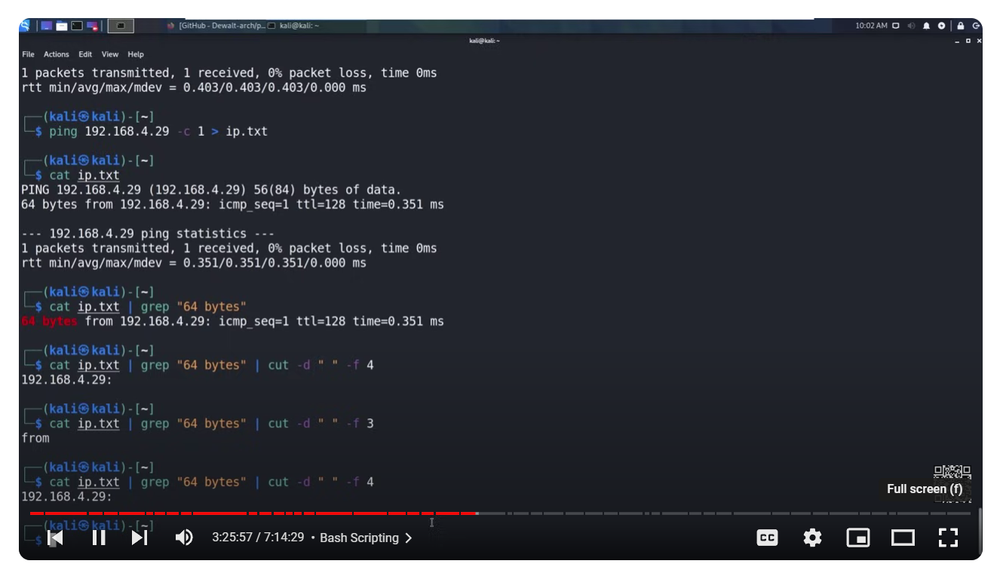 [GitHub - Dewalt-arch/p... kali@kali: ~ 10:02 AM
kali@kali: ~
File Actions Edit View Help
1 packets transmitted, 1 received, 0% packet loss, time 0ms
rtt min/avg/max/mdev = 0.403/0.403/0.403/0.000 ms
┌──(kali㉿kali)-[~]
└─$ ping 192.168.4.29 -c 1 > ip.txt
┌──(kali㉿kali)-[~]
└─$ cat ip.txt
PING 192.168.4.29 (192.168.4.29) 56(84) bytes of data.
64 bytes from 192.168.4.29: icmp_seq=1 ttl=128 time=0.351 ms
--- 192.168.4.29 ping statistics ---
1 packets transmitted, 1 received, 0% packet loss, time 0ms
rtt min/avg/max/mdev = 0.351/0.351/0.351/0.000 ms
┌──(kali㉿kali)-[~]
└─$ cat ip.txt | grep "64 bytes"
64 bytes from 192.168.4.29: icmp_seq=1 ttl=128 time=0.351 ms
┌──(kali㉿kali)-[~]
└─$ cat ip.txt | grep "64 bytes" | cut -d " " -f 4
192.168.4.29:
┌──(kali㉿kali)-[~]
└─$ cat ip.txt | grep "64 bytes" | cut -d " " -f 3
from
┌──(kali㉿kali)-[~]
└─$ cat ip.txt | grep "64 bytes" | cut -d " " -f 4
192.168.4.29:
Full screen (f)
┌──(kali㉿kali)-[~]
└─$
3:25:57 / 7:14:29 • Bash Scripting
CC